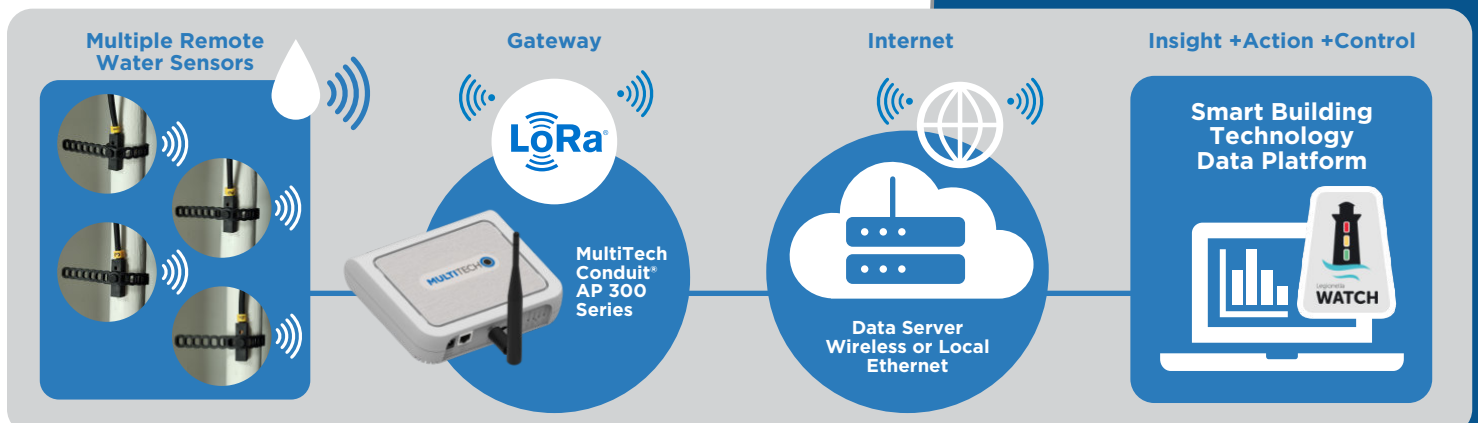 Multiple Remote
Water Sensors
Gateway
Internet
Insight +Action +Control
LoRa®
MULTITECH
MultiTech
Conduit®
AP 300
Series
Data Server
Wireless or Local
Ethernet
Smart Building
Technology
Data Platform
Legionella
WATCH